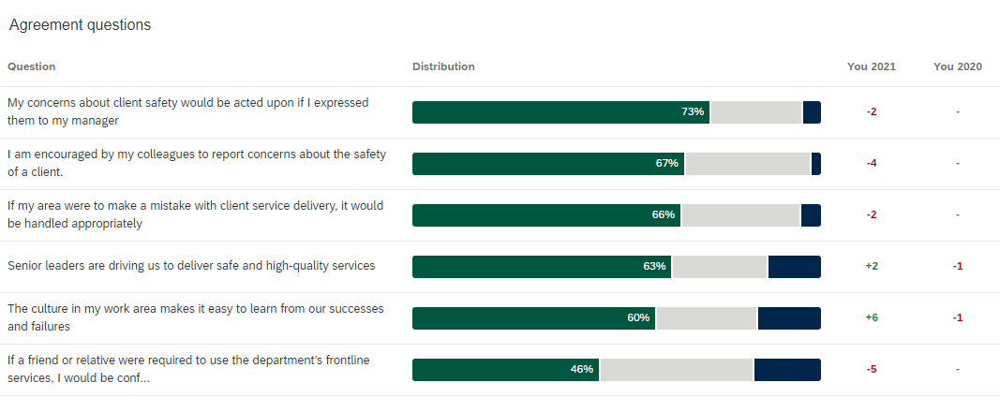 Agreement questions
Question Distribution You 2021 You 2020
My concerns about client safety would be acted upon if I expressed
them to my manager
73% -2 -
I am encouraged by my colleagues to report concerns about the safety
of a client.
67% -4 -
If my area were to make a mistake with client service delivery, it would
be handled appropriately
66% -2 -
Senior leaders are driving us to deliver safe and high-quality services 63% +2 -1
The culture in my work area makes it easy to learn from our successes
and failures
60% +6 -1
If a friend or relative were required to use the department's frontline
services, I would be conf...
46% -5 -